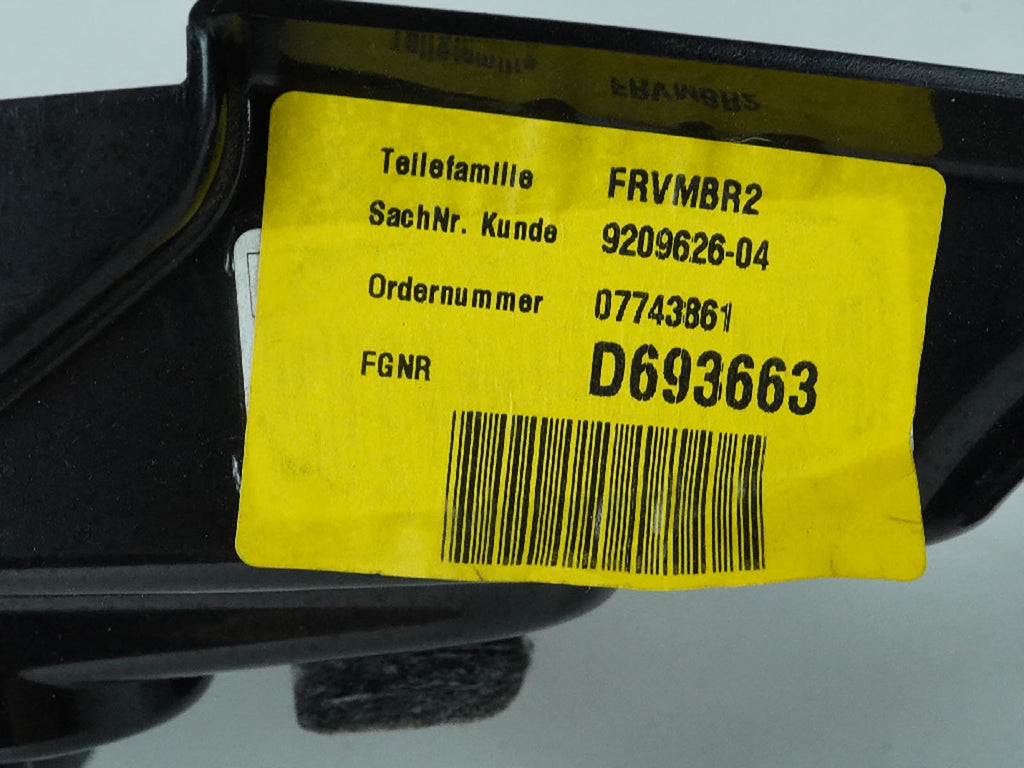 Teilefamilie FRVMBR2
SachNr. Kunde 9209626-04
Ordernummer 07743861
FGNR D693663